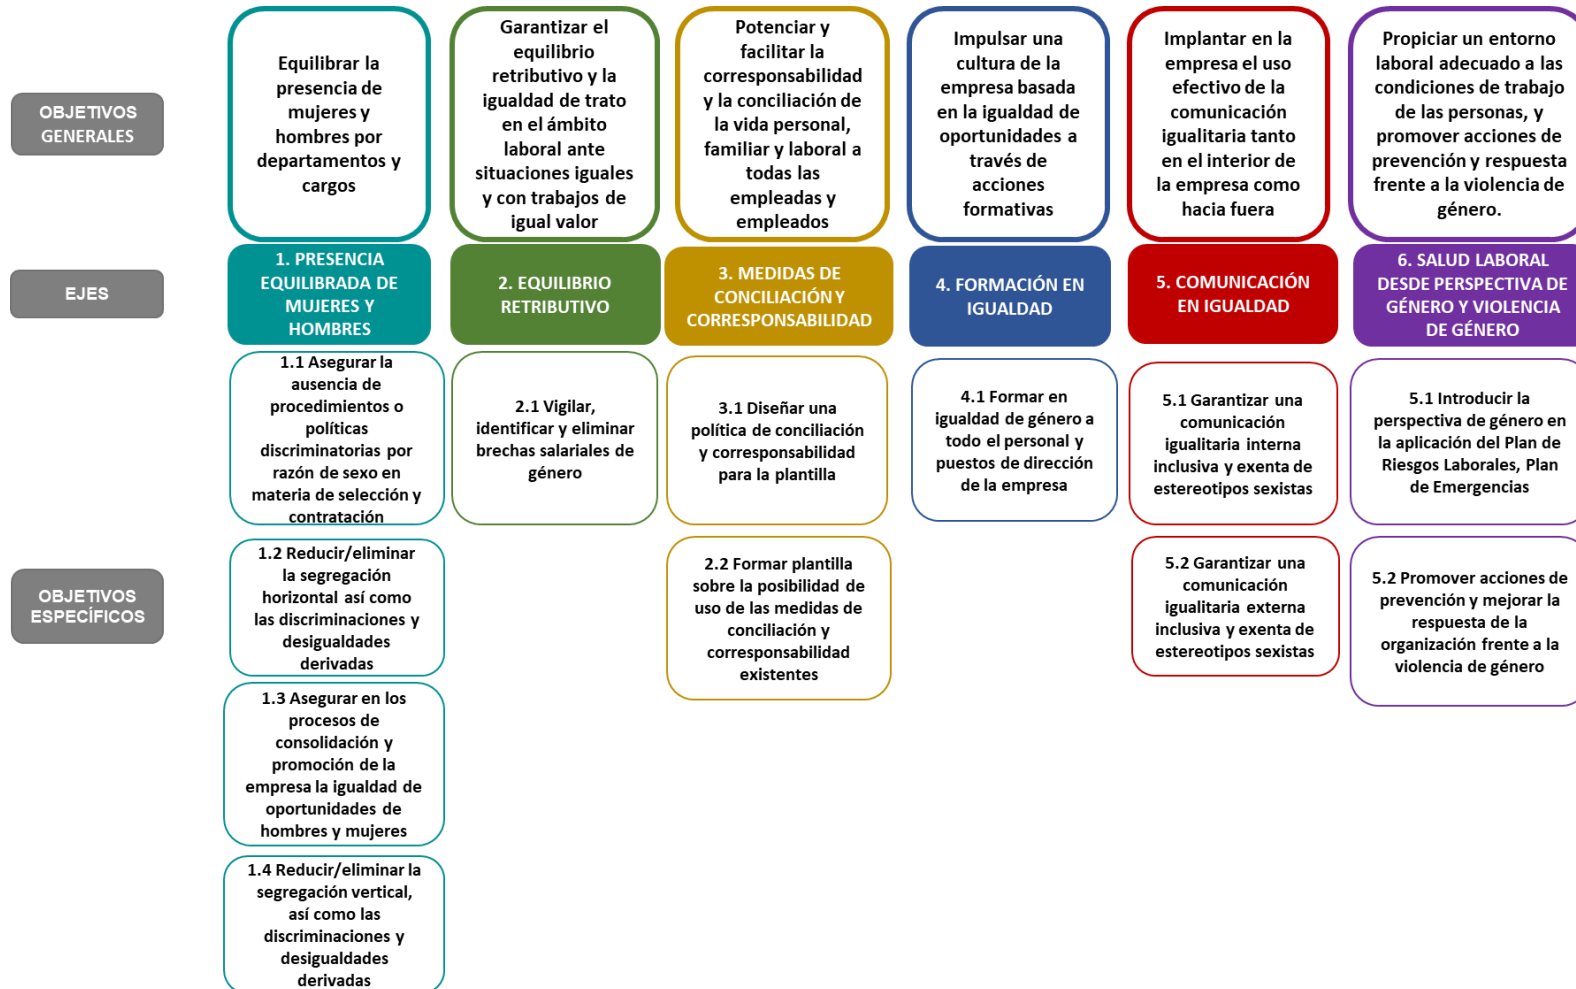 OBJETIVOS
GENERALES
Equilibrar la
presencia de
mujeres y
hombres por
departamentos y
cargos
Garantizar el
equilibrio
retributivo y la
igualdad de trato
en el ámbito
laboral ante
situaciones iguales
y con trabajos de
igual valor
Potenciar y
facilitar la
corresponsabilidad
y la conciliación de
la vida personal,
familiar y laboral a
todas las
empleadas y
empleados
Impulsar una
cultura de la
empresa basada
en la igualdad de
oportunidades a
través de
acciones
formativas
Implantar en la
empresa el uso
efectivo de la
comunicación
igualitaria tanto
en el interior de
la empresa como
hacia fuera
Propiciar un entorno
laboral adecuado a las
condiciones de trabajo
de las personas, y
promover acciones de
prevención y respuesta
frente a la violencia de
género.
EJES
1. PRESENCIA
EQUILIBRADA DE
MUJERES Y
HOMBRES
2. EQUILIBRIO
RETRIBUTIVO
3. MEDIDAS DE
CONCILIACIÓN Y
CORRESPONSABILIDAD
4. FORMACIÓN EN
IGUALDAD
5. COMUNICACIÓN
EN IGUALDAD
6. SALUD LABORAL
DESDE PERSPECTIVA DE
GÉNERO Y VIOLENCIA
DE GÉNERO
OBJETIVOS
ESPECÍFICOS
1.1 Asegurar la
ausencia de
procedimientos o
políticas
discriminatorias por
razón de sexo en
materia de selección y
contratación
2.1 Vigilar,
identificar y eliminar
brechas salariales de
género
3.1 Diseñar una
política de conciliación
y corresponsabilidad
para la plantilla
4.1 Formar en
igualdad de género a
todo el personal y
puestos de dirección
de la empresa
5.1 Garantizar una
comunicación
igualitaria interna
inclusiva y exenta de
estereotipos sexistas
5.1 Introducir la
perspectiva de género en
la aplicación del Plan de
Riesgos Laborales, Plan
de Emergencias
1.2 Reducir/eliminar
la segregación
horizontal así como
las discriminaciones y
desigualdades
derivadas
2.2 Formar plantilla
sobre la posibilidad de
uso de las medidas de
conciliación y
corresponsabilidad
existentes
5.2 Garantizar una
comunicación
igualitaria externa
inclusiva y exenta de
estereotipos sexistas
5.2 Promover acciones de
prevención y mejorar la
respuesta de la
organización frente a la
violencia de género
1.3 Asegurar en los
procesos de
consolidación y
promoción de la
empresa la igualdad de
oportunidades de
hombres y mujeres
1.4 Reducir/eliminar la
segregación vertical,
así como las
discriminaciones y
desigualdades
derivadas